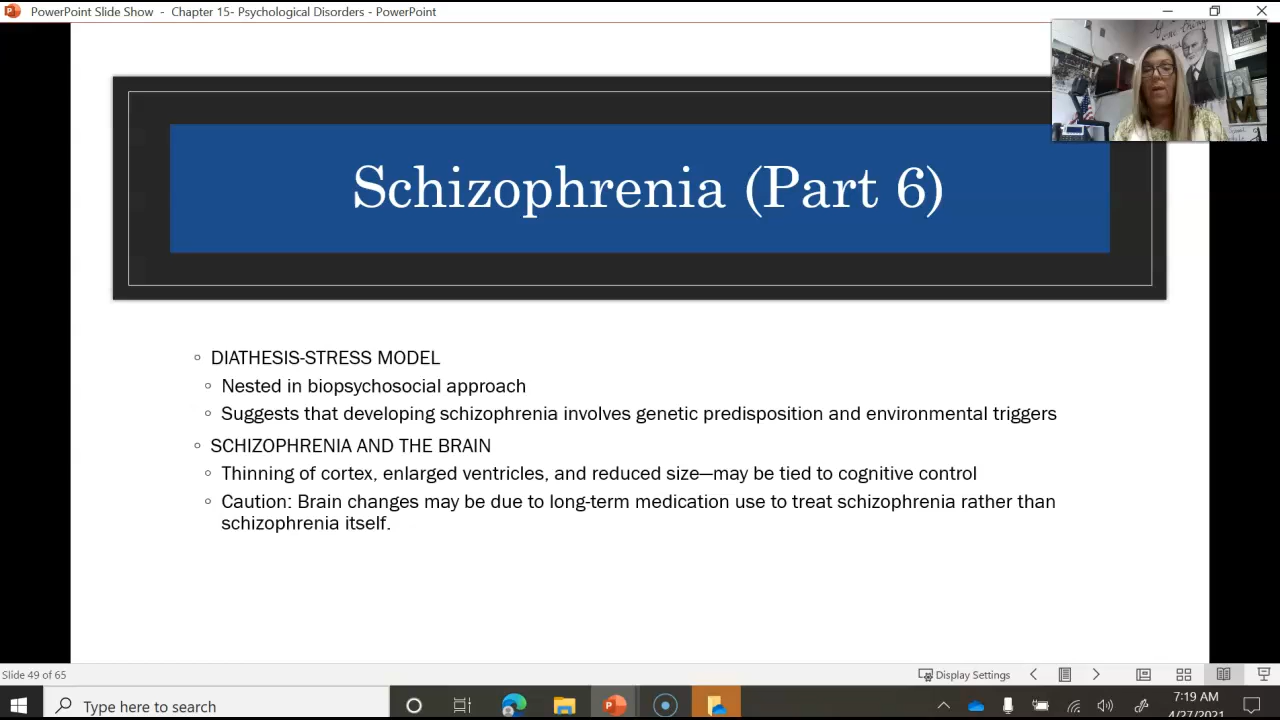 PowerPoint Slide Show - Chapter 15- Psychological Disorders - PowerPoint
Schizophrenia (Part 6)
◦ DIATHESIS-STRESS MODEL
◦ Nested in biopsychosocial approach
◦ Suggests that developing schizophrenia involves genetic predisposition and environmental triggers
◦ SCHIZOPHRENIA AND THE BRAIN
◦ Thinning of cortex, enlarged ventricles, and reduced size—may be tied to cognitive control
◦ Caution: Brain changes may be due to long-term medication use to treat schizophrenia rather than
schizophrenia itself.
Slide 49 of 65
Display Settings
Type here to search
7:19 AM
4/27/2021